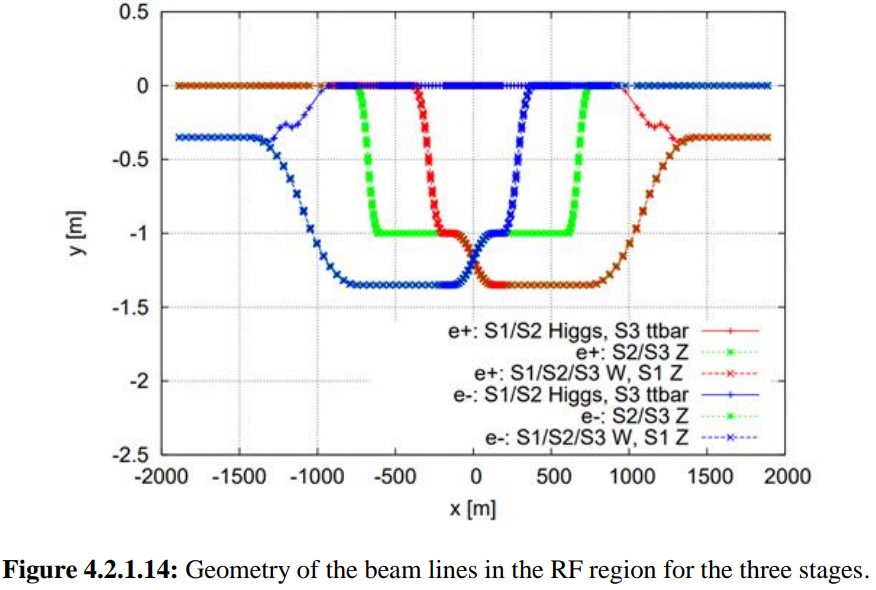 0.5
0
-0.5
-1
-1.5
-2
-2.5
y [m]
e+: S1/S2 Higgs, S3 ttbar
e+: S2/S3 Z
e+: S1/S2/S3 W, S1 Z
e-: S1/S2 Higgs, S3 ttbar
e-: S2/S3 Z
e-: S1/S2/S3 W, S1 Z
-2000 -1500 -1000 -500 0 500 1000 1500 2000
x [m]
Figure 4.2.1.14: Geometry of the beam lines in the RF region for the three stages.